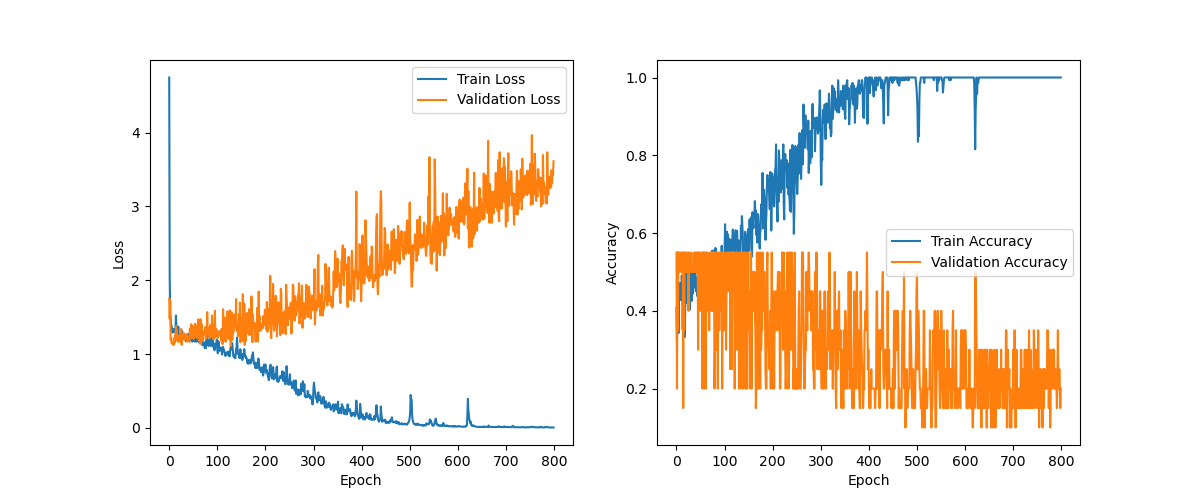 Train Loss
Validation Loss
4
3
2
1
0
Loss
0 100 200 300 400 500 600 700 800
Epoch
1.0
0.8
0.6
0.4
0.2
Accuracy
Train Accuracy
Validation Accuracy
0 100 200 300 400 500 600 700 800
Epoch